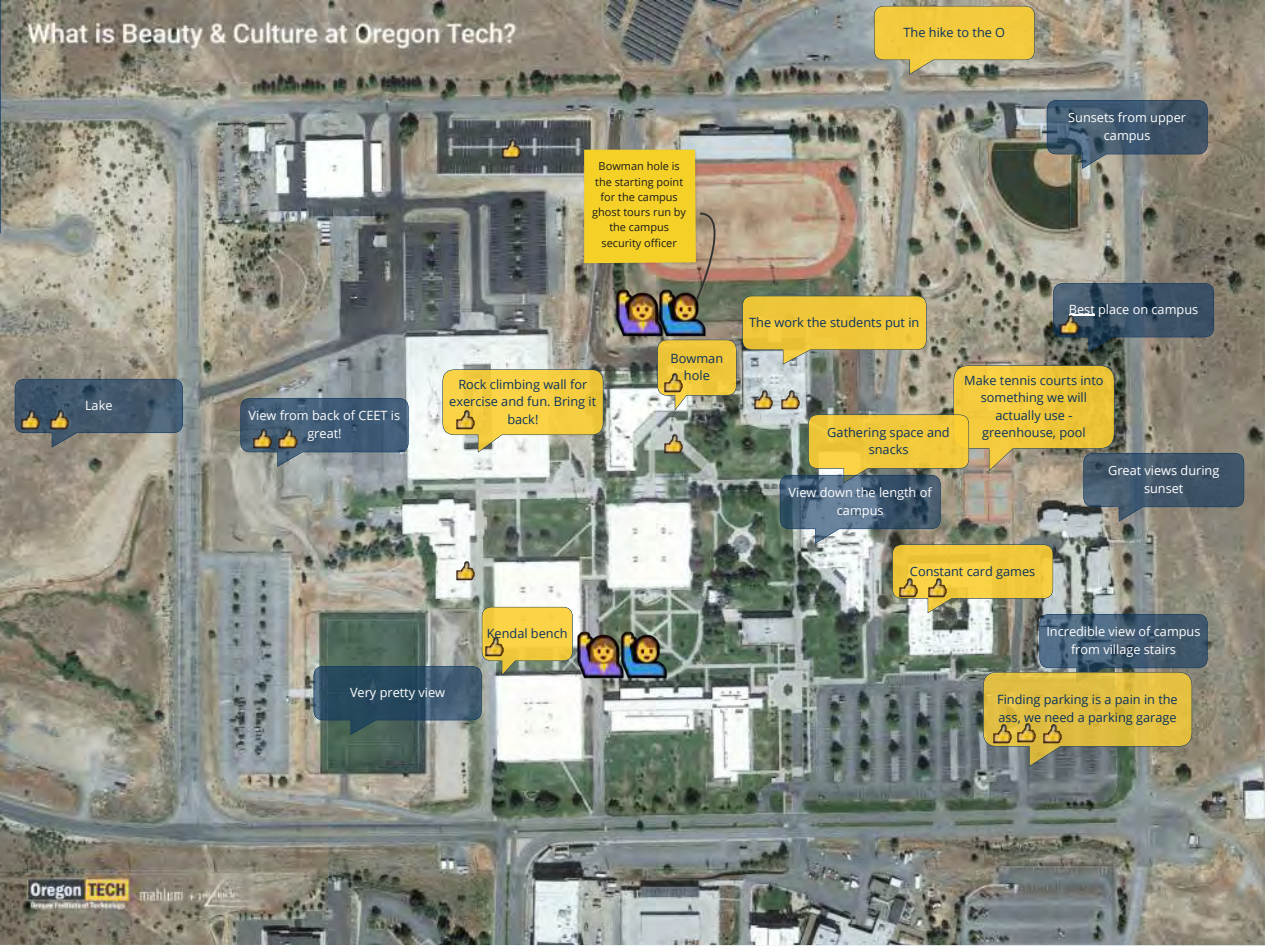 What is Beauty & Culture at Oregon Tech?
The hike to the O
Sunsets from upper
campus
Bowman hole is
the starting point
for the campus
ghost tours run by
the campus
security officer
Best place on campus
The work the students put in
Bowman
hole
Rock climbing wall for
exercise and fun. Bring it
back!
Make tennis courts into
something we will
actually use -
greenhouse, pool
Lake
View from back of CEET is
great!
Gathering space and
snacks
Great views during
sunset
View down the length of
campus
Constant card games
Kendal bench
Incredible view of campus
from village stairs
Very pretty view
Finding parking is a pain in the
ass, we need a parking garage
Oregon TECH
Oregon Institute of Technology
mahlum +